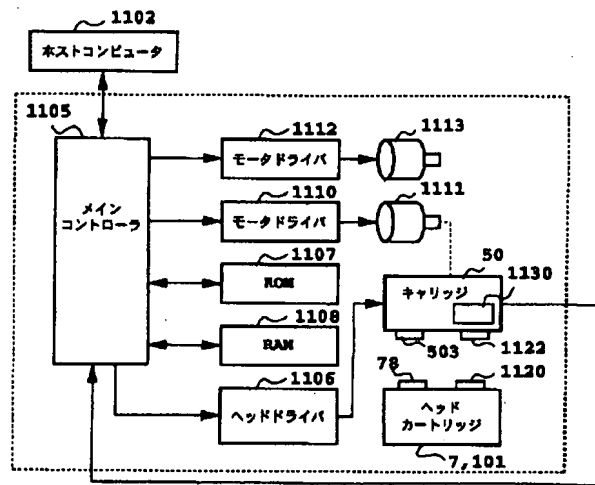 1102
ホストコンピュータ
1105
1112
1113
モータドライバ
メイン
コントローラ
1110
1111
モータドライバ
1107
ROM
50
1130
キャリッジ
1108
RAM
503
1122
1106
ヘッドドライバ
78
1120
ヘッド
カートリッジ
7,101